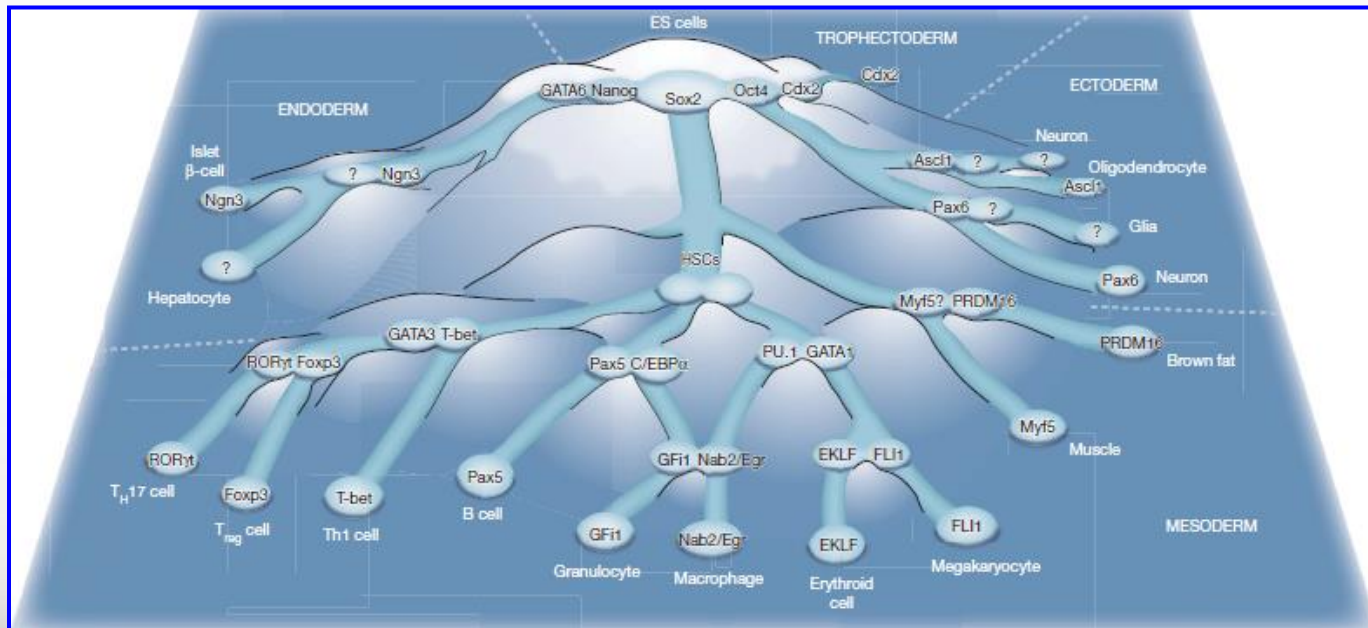 ES cells
TROPHECTODERM
Cdx2
ECTODERM
GATA6 Nanog
Sox2
Oct4
Cdx2
ENDODERM
Neuron
Islet
β-cell
Ascl1
?
?
Oligodendrocyte
?
Ngn3
Ascl1
Ngn3
Pax6
?
Glia
?
HSCs
?
Pax6
Neuron
Hepatocyte
Myf5?
PRDM16
GATA3 T-bet
PRDM16
RORγt Foxp3
Pax5 C/EBPα
PU.1
GATA1
Brown fat
Myf5
Muscle
RORγt
GFi1
Nab2/Egr
EKLF
FLI1
Pax5
TH17 cell
Foxp3
T-bet
B cell
Treg cell
Th1 cell
GFi1
Nab2/Egr
EKLF
FLI1
MESODERM
Granulocyte
Macrophage
Erythroid
cell
Megakaryocyte